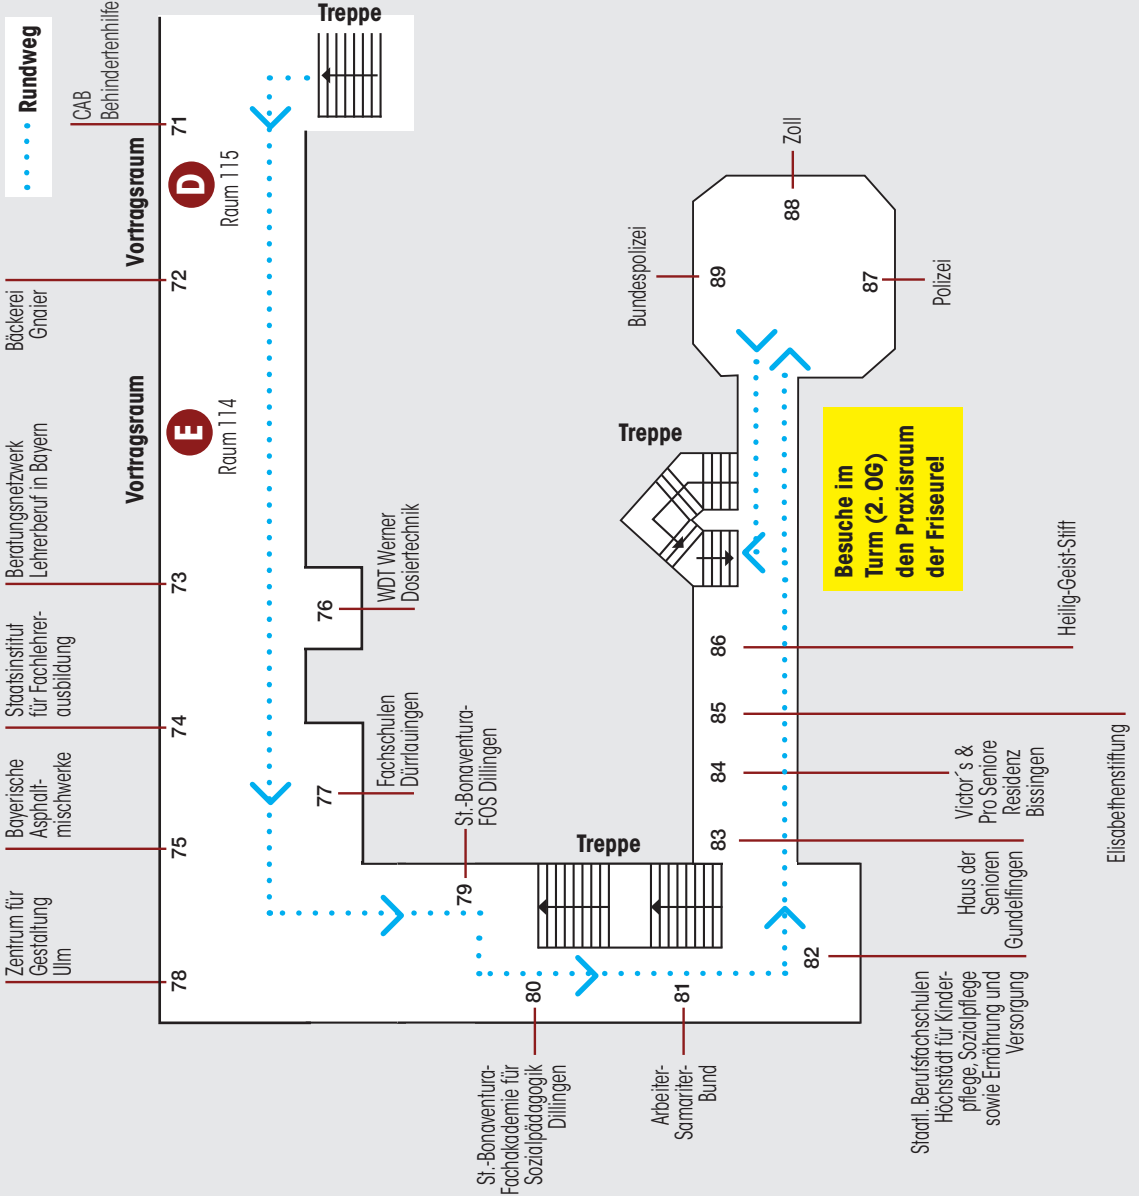 Rundweg
Treppe
CAB
Behindertenhilfe
71
Vortragsraum
D
Raum 115
Bäckerei
Gnaier
72
Vortragsraum
E
Raum 114
Beratungsnetzwerk
Lehrerberuf in Bayern
73
Staatsinstitut
für Fachlehrer-
ausbildung
74
Bayerische
Asphalt-
mischwerke
75
Zentrum für
Gestaltung
Ulm
78
76
WDT Werner
Dosiertechnik
77
Fachschulen
Dürrlauingen
79
St.-Bonaventura-
FOS Dillingen
Treppe
80
St.-Bonaventura-
Fachakademie für
Sozialpädagogik
Dillingen
81
Arbeiter-
Samariter-
Bund
82
Staatl. Berufsfachschulen
Höchstädt für Kinder-
pflege, Sozialpflege
sowie Ernährung und
Versorgung
83
Haus der
Senioren
Gundelfingen
84
Victor´s &
Pro Seniore
Residenz
Bissingen
85
Elisabethenstiftung
86
Heilig-Geist-Stift
Treppe
Besuche im
Turm (2. OG)
den Praxisraum
der Friseure!
87
Polizei
88
Zoll
89
Bundespolizei